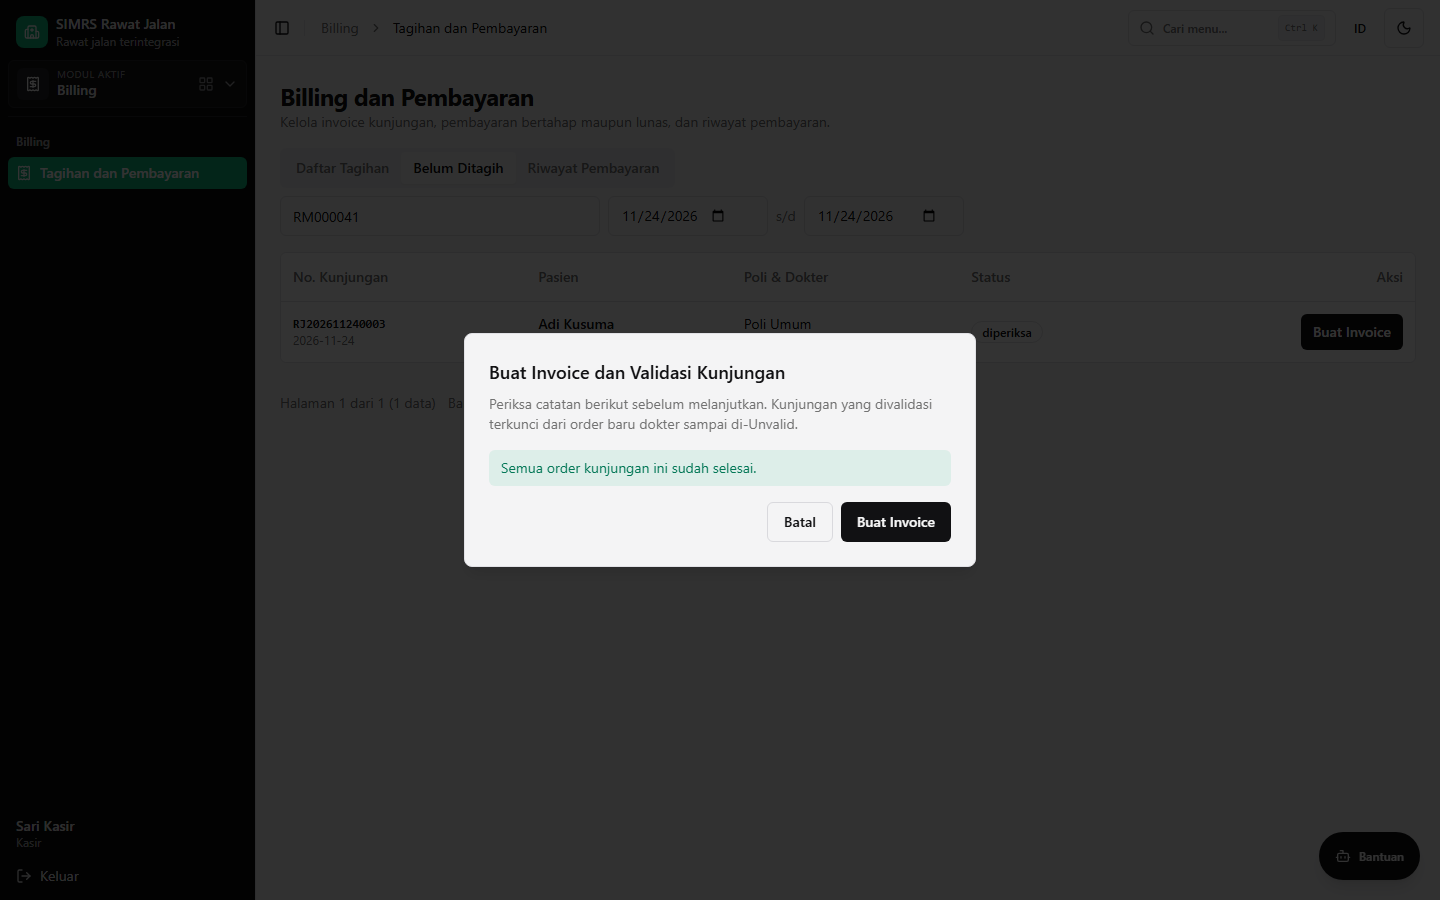 SIMRS Rawat Jalan
Rawat jalan terintegrasi
MODUL AKTIF
Billing
Billing
Tagihan dan Pembayaran
Sari Kasir
Kasir
Keluar
Billing
Tagihan dan Pembayaran
Cari menu...
Ctrl K
ID
Billing dan Pembayaran
Kelola invoice kunjungan, pembayaran bertahap maupun lunas, dan riwayat pembayaran.
Daftar Tagihan
Belum Ditagih
Riwayat Pembayaran
RM000041
11/24/2026
s/d
11/24/2026
No. Kunjungan
Pasien
Poli & Dokter
Status
Aksi
RJ202611240003
2026-11-24
Adi Kusuma
Poli Umum
diperiksa
Buat Invoice
Halaman 1 dari 1 (1 data)
Buat Invoice dan Validasi Kunjungan
Periksa catatan berikut sebelum melanjutkan. Kunjungan yang divalidasi
terkunci dari order baru dokter sampai di-Unvalid.
Semua order kunjungan ini sudah selesai.
Batal
Buat Invoice
Bantuan